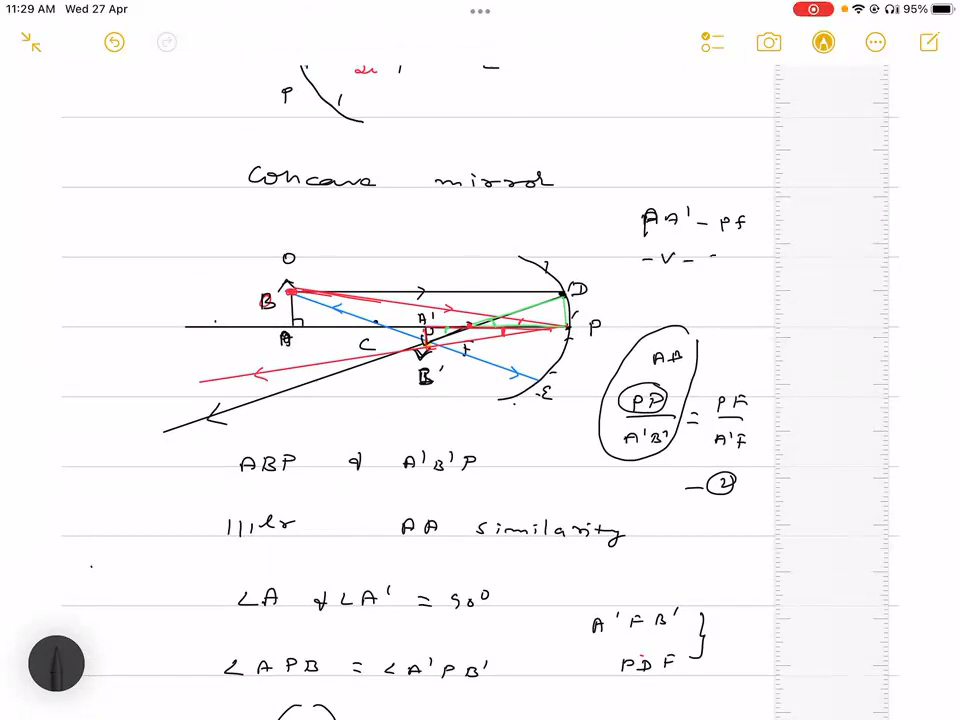 11:29 AM Wed 27 Apr
95%
P
Concave mirror
AA' - PF
- V -
O
B
D
A'
P
A
C
F
B'
E
AB
PD = PF
A'B' A'F
- 2
ABP & A'B'P
|||lr AA similarity
∠A & ∠A' = 90°
A'FB' }
∠APB = ∠A'PB'
PDF